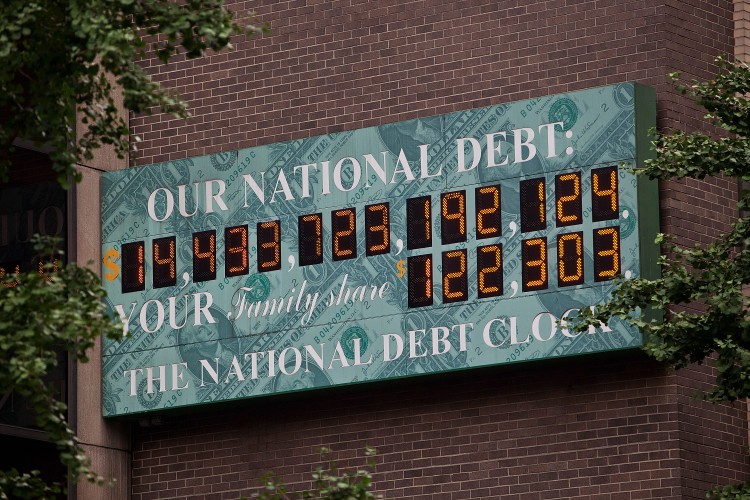 OUR NATIONAL DEBT:
$14,433,723,192,124.
YOUR Family share $122,303.
THE NATIONAL DEBT CLOCK